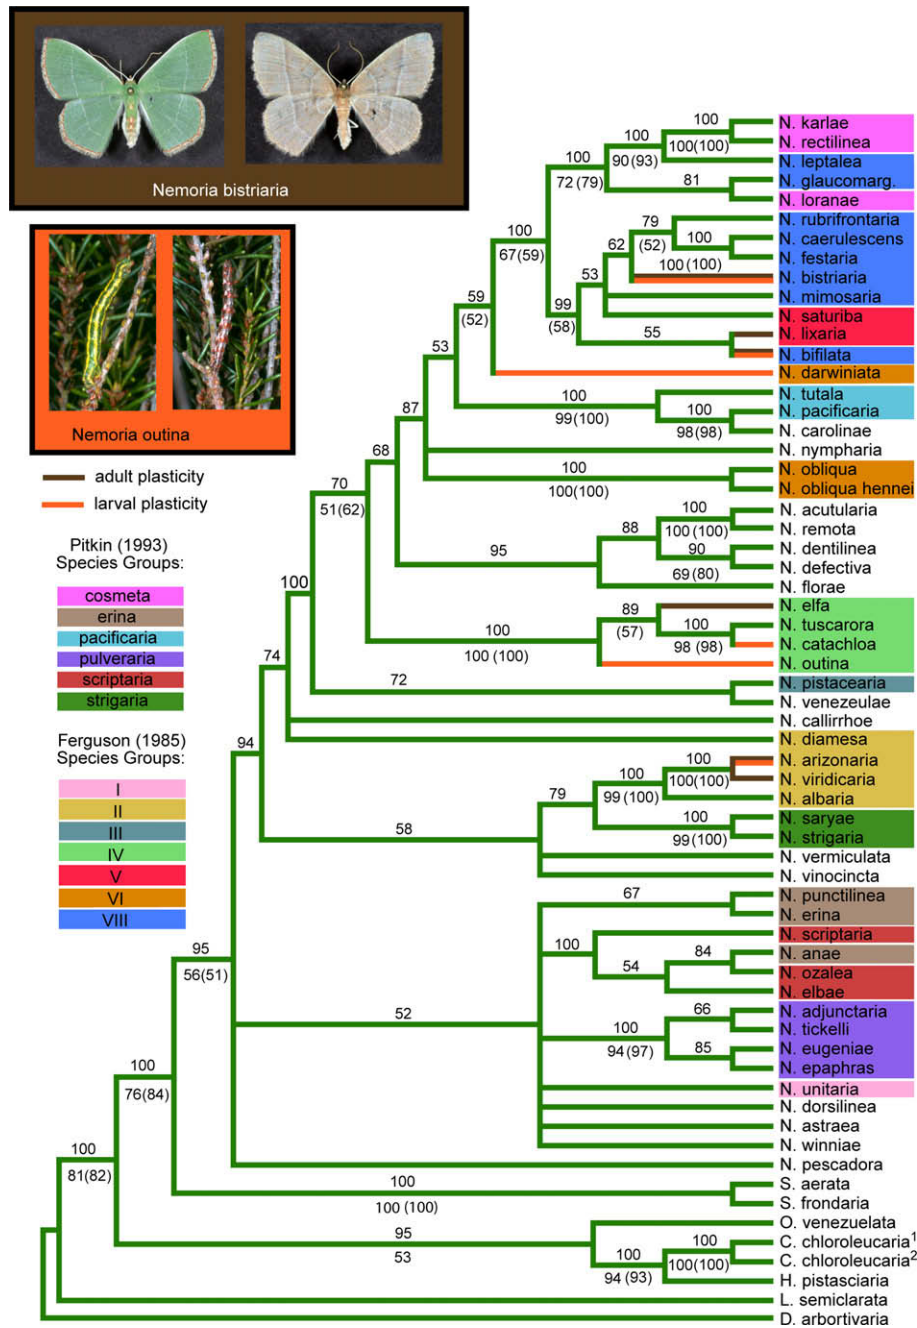 Nemoria bistriaria
Nemoria outina
adult plasticity
larval plasticity
Pitkin (1993)
Species Groups:
cosmeta
erina
pacificaria
pulveraria
scriptaria
strigaria
Ferguson (1985)
Species Groups:
I
II
III
IV
V
VI
VIII
N. karlae
N. rectilinea
N. leptalea
N. glaucomarg.
N. loranae
N. rubrifrontaria
N. caerulescens
N. festaria
N. bistriaria
N. mimosaria
N. saturiba
N. lixaria
N. bifilata
N. darwiniata
N. tutala
N. pacificaria
N. carolinae
N. nympharia
N. obliqua
N. obliqua hennei
N. acutularia
N. remota
N. dentilinea
N. defectiva
N. florae
N. elfa
N. tuscarora
N. catachloa
N. outina
N. pistacearia
N. venezeulae
N. callirrhoe
N. diamesa
N. arizonaria
N. viridicaria
N. albaria
N. saryae
N. strigaria
N. vermiculata
N. vinocincta
N. punctilinea
N. erina
N. scriptaria
N. anae
N. ozalea
N. elbae
N. adjunctaria
N. tickelli
N. eugeniae
N. epaphras
N. unitaria
N. dorsilinea
N. astraea
N. winniae
N. pescadora
S. aerata
S. frondaria
O. venezuelata
C. chloroleucaria1
C. chloroleucaria2
H. pistasciaria
L. semiclarata
D. arbortivaria
100
100(100)
100
90 (93)
100
72 (79)
81
100
67(59)
79
(52)
100
100 (100)
62
53
99
(58)
55
59
(52)
53
100
99(100)
100
98(98)
87
100
100(100)
68
95
88
100
100 (100)
90
69 (80)
70
51(62)
100
100 (100)
89
(57)
100
98 (98)
100
72
74
94
58
79
100
99 (100)
100
100(100)
100
99(100)
95
56(51)
52
67
100
54
84
100
94(97)
66
85
100
76(84)
100
100 (100)
100
81(82)
95
53
100
94 (93)
100
100(100)